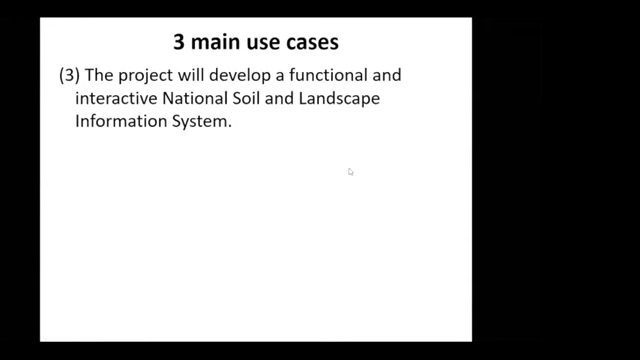 3 main use cases
(3) The project will develop a functional and
interactive National Soil and Landscape
Information System.